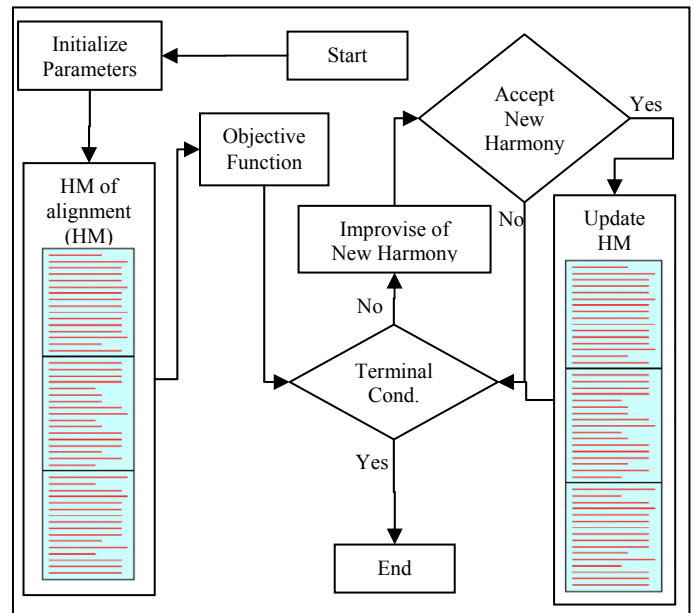 Initialize
Parameters
Start
HM of
alignment
(HM)
Objective
Function
Accept
New
Harmony
Yes
No
Improvise of
New Harmony
Update
HM
No
Terminal
Cond.
Yes
End